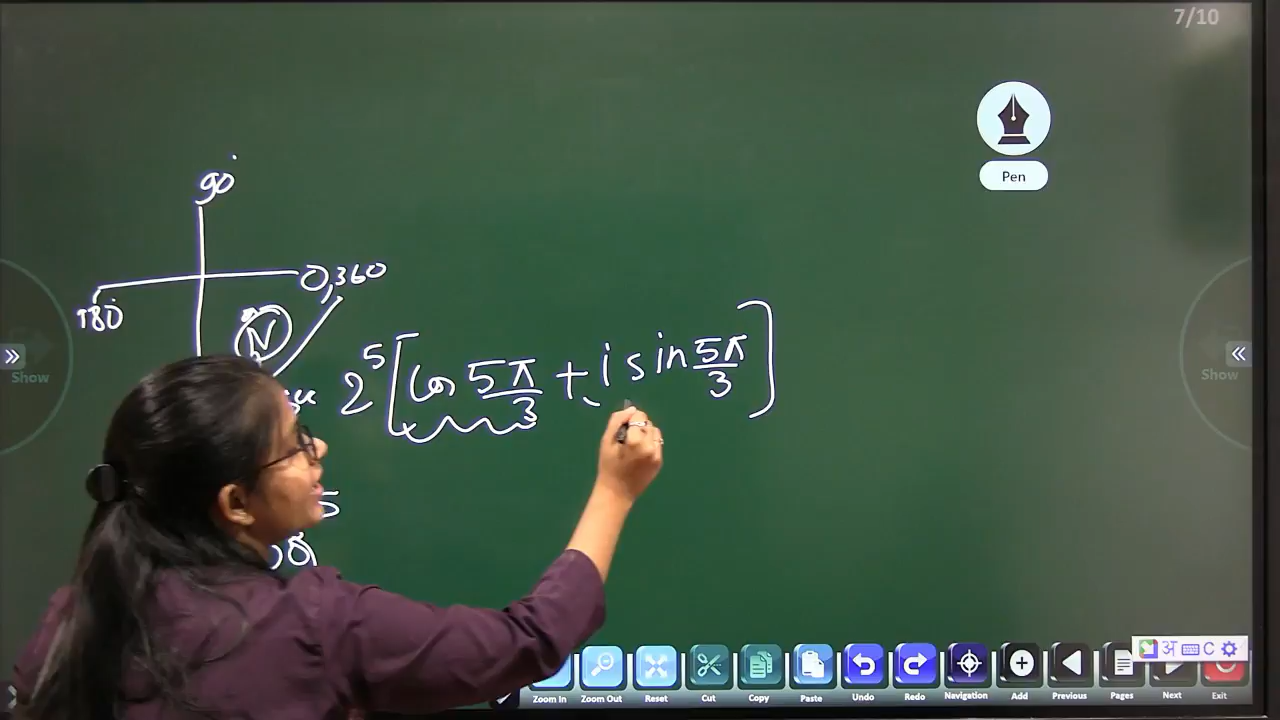 7/10
Pen
90°
0,360
180°
IV
2⁵[cos 5π/3 + i sin 5π/3]
Show
Show
5
Zoom In Zoom Out Reset Cut Copy Paste Undo Redo Navigation Add Previous Pages Next Exit
अ C